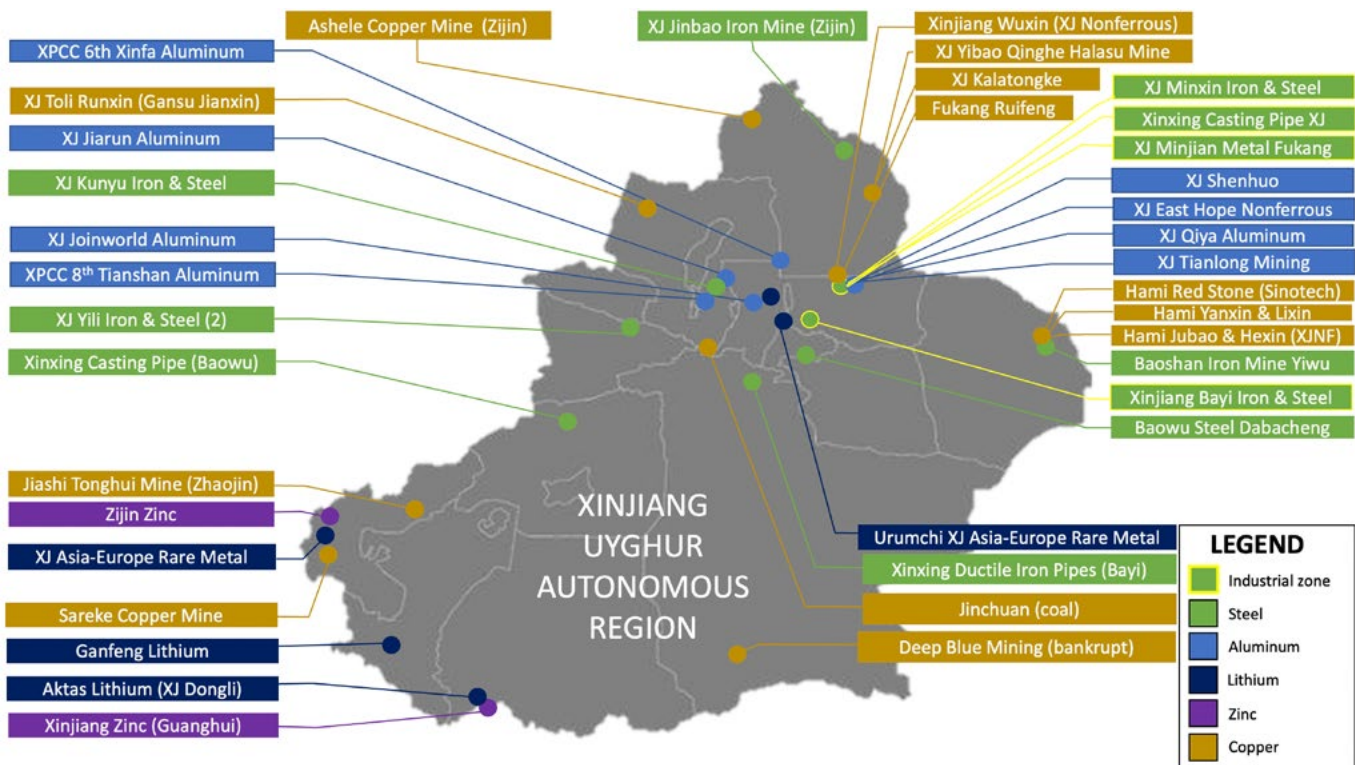 Ashele Copper Mine (Zijin)
XJ Jinbao Iron Mine (Zijin)
Xinjiang Wuxin (XJ Nonferrous)
XJ Yibao Qinghe Halasu Mine
XJ Kalatongke
Fukang Ruifeng
XPCC 6th Xinfa Aluminum
XJ Toli Runxin (Gansu Jianxin)
XJ Jiarun Aluminum
XJ Kunyu Iron & Steel
XJ Joinworld Aluminum
XPCC 8th Tianshan Aluminum
XJ Yili Iron & Steel (2)
Xinxing Casting Pipe (Baowu)
Jiashi Tonghui Mine (Zhaojin)
Zijin Zinc
XJ Asia-Europe Rare Metal
Sareke Copper Mine
Ganfeng Lithium
Aktas Lithium (XJ Dongli)
Xinjiang Zinc (Guanghui)
XJ Minxin Iron & Steel
Xinxing Casting Pipe XJ
XJ Minjian Metal Fukang
XJ Shenhuo
XJ East Hope Nonferrous
XJ Qiya Aluminum
XJ Tianlong Mining
Hami Red Stone (Sinotech)
Hami Yanxin & Lixin
Hami Jubao & Hexin (XJNF)
Baoshan Iron Mine Yiwu
Xinjiang Bayi Iron & Steel
Baowu Steel Dabacheng
XINJIANG
UYGHUR
AUTONOMOUS
REGION
Urumchi XJ Asia-Europe Rare Metal
Xinxing Ductile Iron Pipes (Bayi)
Jinchuan (coal)
Deep Blue Mining (bankrupt)
LEGEND
Industrial zone
Steel
Aluminum
Lithium
Zinc
Copper